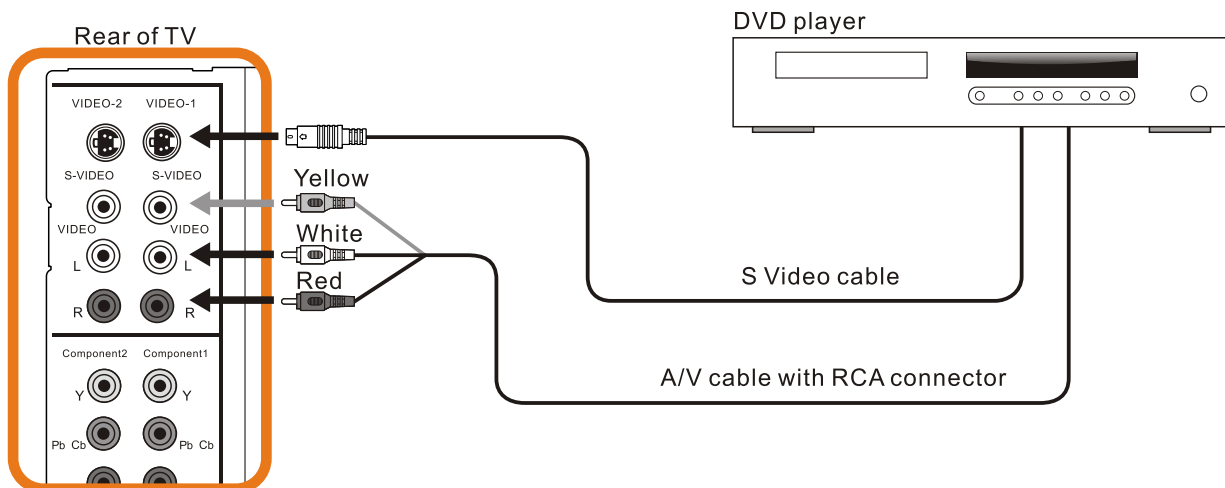 DVD player
Rear of TV
VIDEO-2 VIDEO-1
S-VIDEO S-VIDEO
Yellow
VIDEO VIDEO
White
L L
S Video cable
Red
R R
Component2 Component1
A/V cable with RCA connector
Y Y
Pb Cb Pb Cb